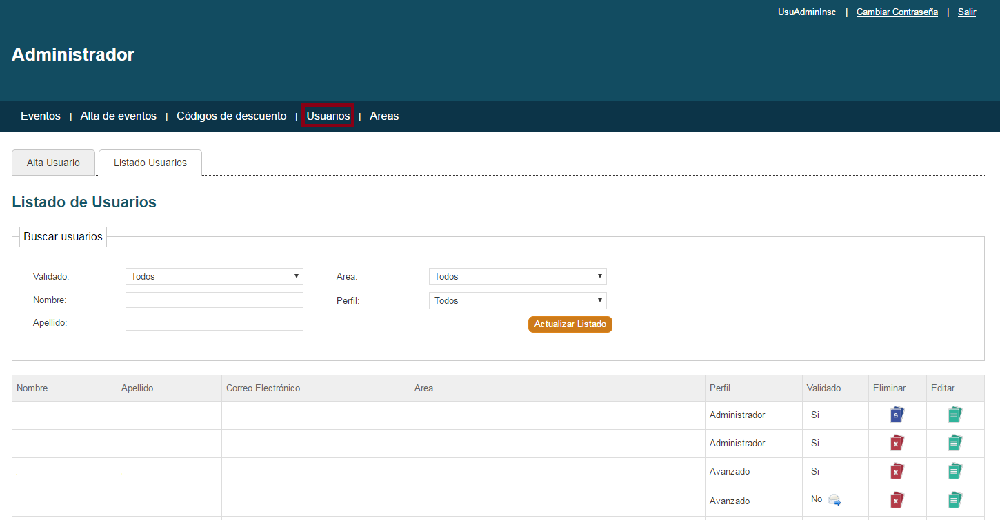 UsuAdminInsc | Cambiar Contraseña | Salir
Administrador
Eventos | Alta de eventos | Códigos de descuento | Usuarios | Areas
Alta Usuario Listado Usuarios
Listado de Usuarios
Buscar usuarios
Validado: Todos Area: Todos
Nombre: Perfil: Todos
Apellido: Actualizar Listado
Nombre Apellido Correo Electrónico Area Perfil Validado Eliminar Editar
Administrador Si
Administrador Si
Avanzado Si
Avanzado No